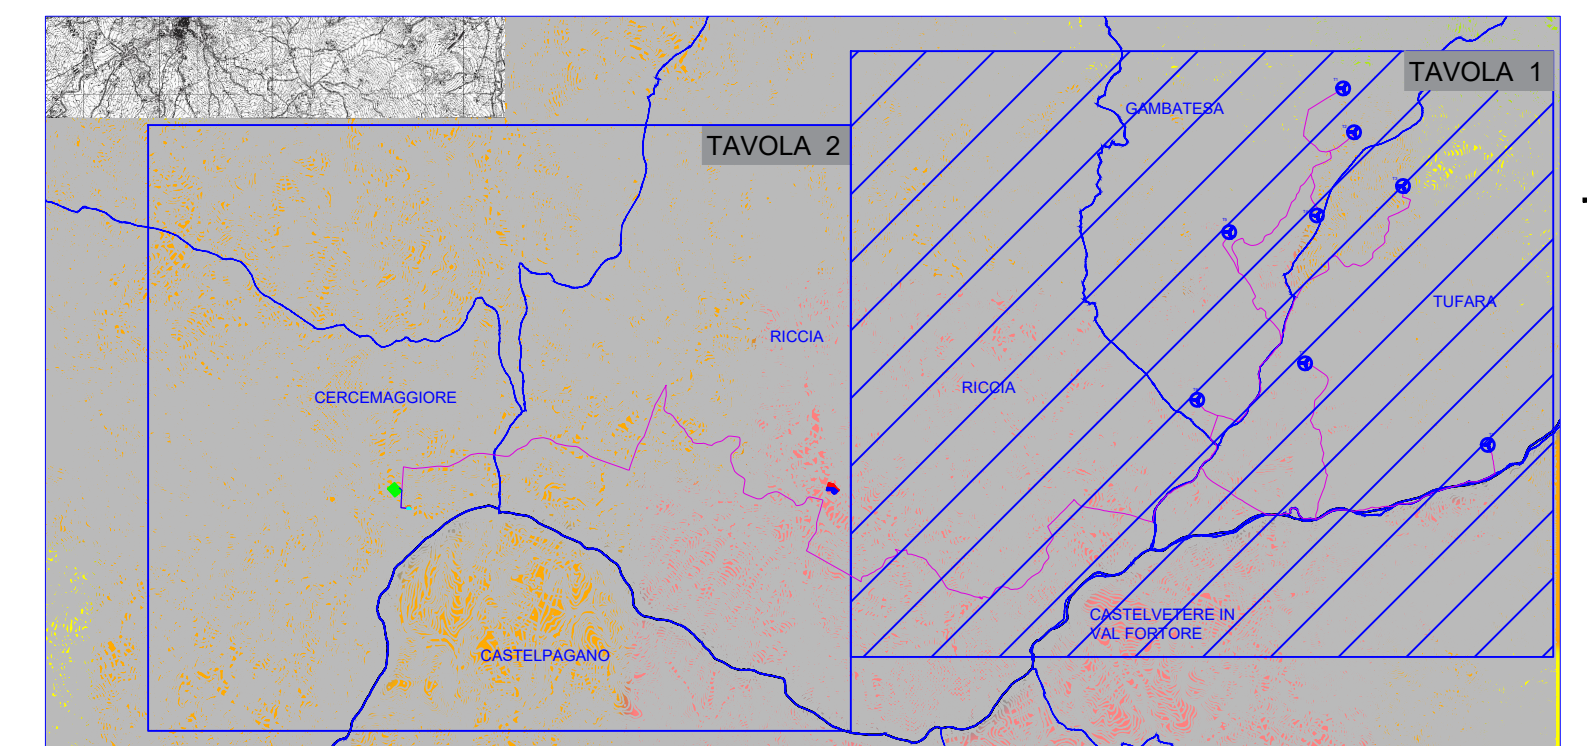 TAVOLA 1
GAMBATESA
TAVOLA 2
TUFARA
RICCIA
RICCIA
CERCEMAGGIORE
CASTELVETERE IN
VAL FORTORE
CASTELPAGANO